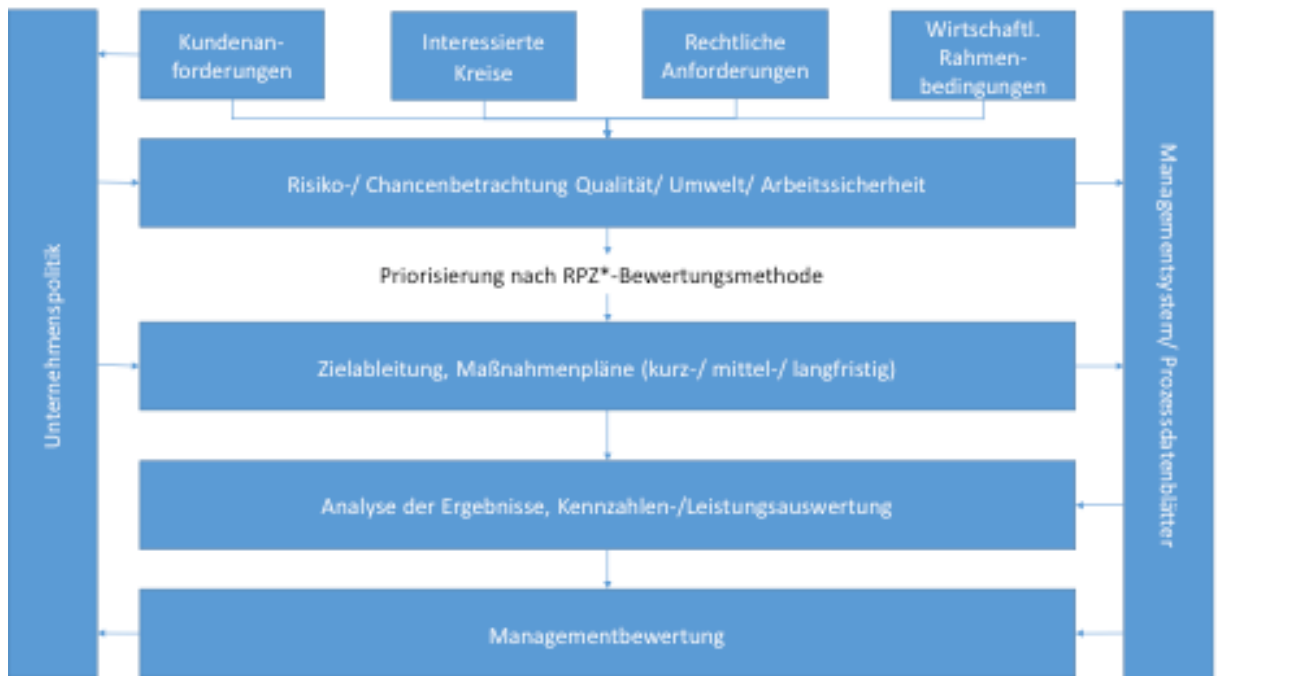 Kundenan-
forderungen
Interessierte
Kreise
Rechtliche
Anforderungen
Wirtschaftl.
Rahmen-
bedingungen
Unternehmenspolitik
Risiko-/ Chancenbetrachtung Qualität/ Umwelt/ Arbeitssicherheit
Priorisierung nach RPZ*-Bewertungsmethode
Zielableitung, Maßnahmenpläne (kurz-/ mittel-/ langfristig)
Analyse der Ergebnisse, Kennzahlen-/Leistungsauswertung
Managementbewertung
Managementsystem/ Prozessdatenblätter